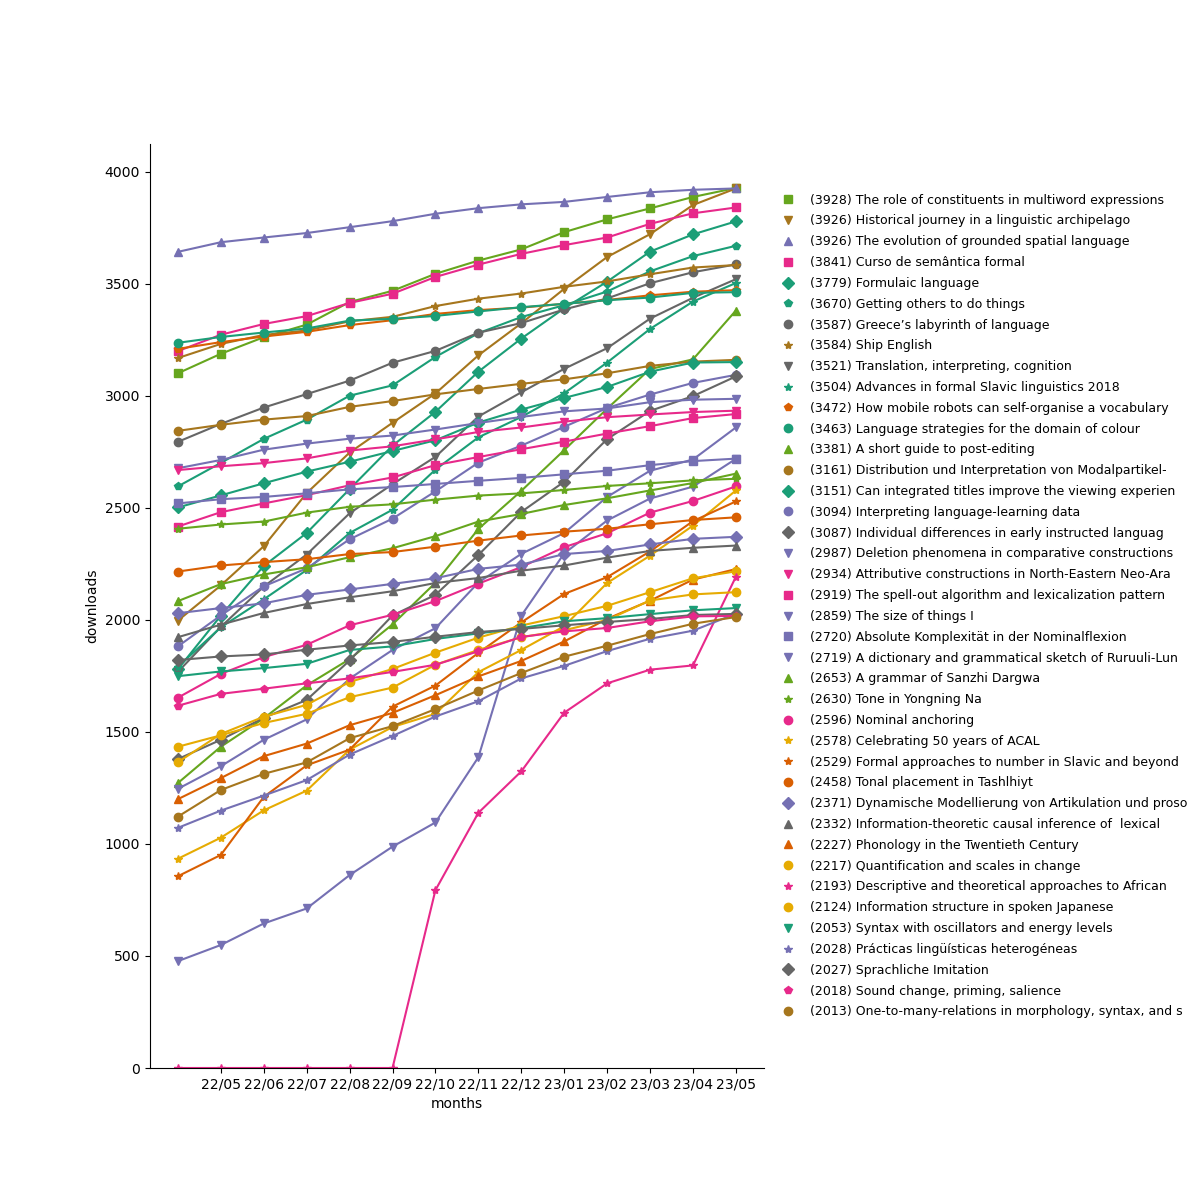 4000
3500
3000
2500
2000
1500
1000
500
0
downloads
22/05 22/06 22/07 22/08 22/09 22/10 22/11 22/12 23/01 23/02 23/03 23/04 23/05
months
(3928) The role of constituents in multiword expressions
(3926) Historical journey in a linguistic archipelago
(3926) The evolution of grounded spatial language
(3841) Curso de semântica formal
(3779) Formulaic language
(3670) Getting others to do things
(3587) Greece’s labyrinth of language
(3584) Ship English
(3521) Translation, interpreting, cognition
(3504) Advances in formal Slavic linguistics 2018
(3472) How mobile robots can self-organise a vocabulary
(3463) Language strategies for the domain of colour
(3381) A short guide to post-editing
(3161) Distribution und Interpretation von Modalpartikel-
(3151) Can integrated titles improve the viewing experien
(3094) Interpreting language-learning data
(3087) Individual differences in early instructed languag
(2987) Deletion phenomena in comparative constructions
(2934) Attributive constructions in North-Eastern Neo-Ara
(2919) The spell-out algorithm and lexicalization pattern
(2859) The size of things I
(2720) Absolute Komplexität in der Nominalflexion
(2719) A dictionary and grammatical sketch of Ruruuli-Lun
(2653) A grammar of Sanzhi Dargwa
(2630) Tone in Yongning Na
(2596) Nominal anchoring
(2578) Celebrating 50 years of ACAL
(2529) Formal approaches to number in Slavic and beyond
(2458) Tonal placement in Tashlhiyt
(2371) Dynamische Modellierung von Artikulation und proso
(2332) Information-theoretic causal inference of  lexical
(2227) Phonology in the Twentieth Century
(2217) Quantification and scales in change
(2193) Descriptive and theoretical approaches to African
(2124) Information structure in spoken Japanese
(2053) Syntax with oscillators and energy levels
(2028) Prácticas lingüísticas heterogéneas
(2027) Sprachliche Imitation
(2018) Sound change, priming, salience
(2013) One-to-many-relations in morphology, syntax, and s